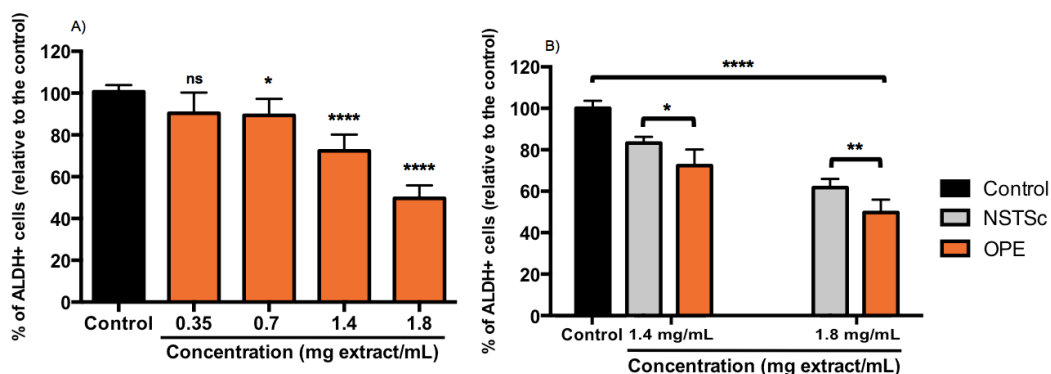 A)
% of ALDH+ cells (relative to the control)
120
100
80
60
40
20
0
ns
*
****
****
Control
0.35
0.7
1.4
1.8
Concentration (mg extract/mL)
B)
% of ALDH+ cells (relative to the control)
120
100
80
60
40
20
0
****
*
**
Control
1.4 mg/mL
1.8 mg/mL
Concentration (mg extract/mL)
Control
NSTSc
OPE